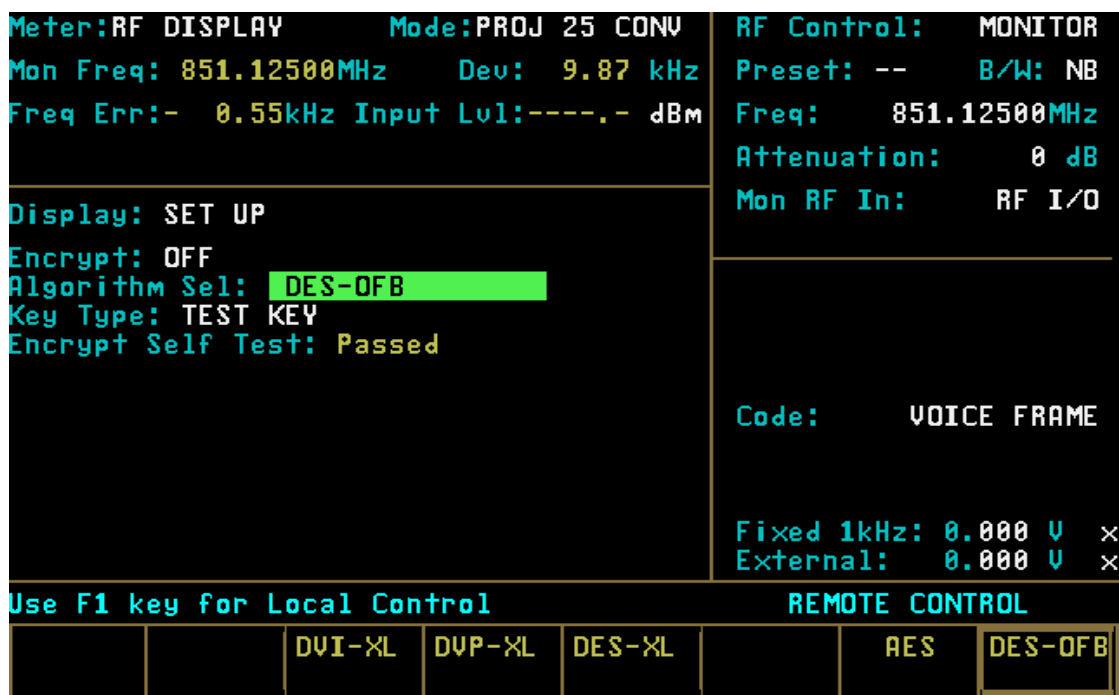 Meter:RF DISPLAY Mode:PROJ 25 CONV
Mon Freq: 851.12500MHz Dev: 9.87 kHz
Freq Err:- 0.55kHz Input Lvl:----.- dBm
Display: SET UP
Encrypt: OFF
Algorithm Sel: DES-OFB
Key Type: TEST KEY
Encrypt Self Test: Passed
RF Control: MONITOR
Preset: -- B/W: NB
Freq: 851.12500MHz
Attenuation: 0 dB
Mon RF In: RF I/O
Code: VOICE FRAME
Fixed 1kHz: 0.000 V x
External: 0.000 V x
Use F1 key for Local Control REMOTE CONTROL
DVI-XL DVP-XL DES-XL AES DES-OFB